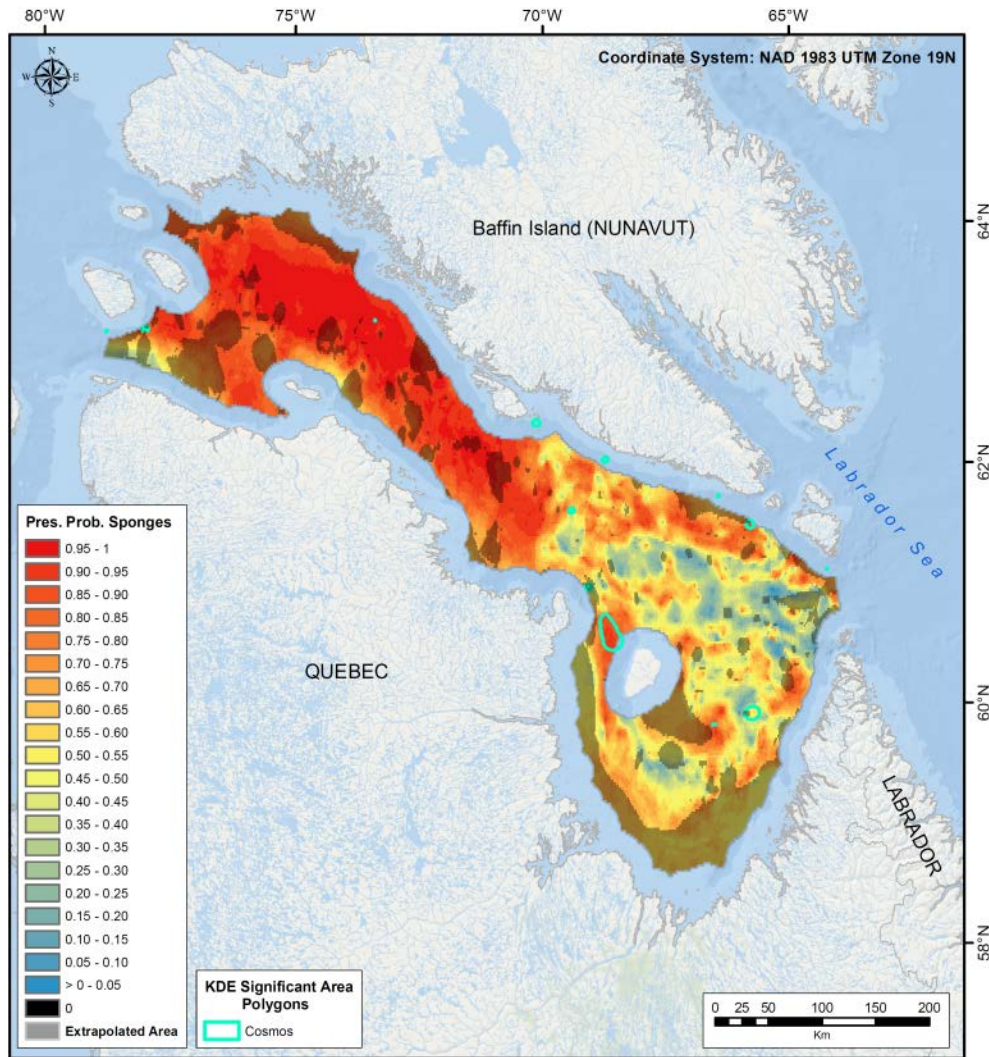 80°W
75°W
70°W
65°W
N
W E
S
Coordinate System: NAD 1983 UTM Zone 19N
64°N
Baffin Island (NUNAVUT)
62°N
Labrador Sea
Pres. Prob. Sponges
0.95 - 1
0.90 - 0.95
0.85 - 0.90
0.80 - 0.85
0.75 - 0.80
0.70 - 0.75
0.65 - 0.70
0.60 - 0.65
0.55 - 0.60
0.50 - 0.55
0.45 - 0.50
0.40 - 0.45
0.35 - 0.40
0.30 - 0.35
0.25 - 0.30
0.20 - 0.25
0.15 - 0.20
0.10 - 0.15
0.05 - 0.10
> 0 - 0.05
0
Extrapolated Area
QUEBEC
60°N
LABRADOR
58°N
KDE Significant Area
Polygons
Cosmos
0 25 50 100 150 200
Km